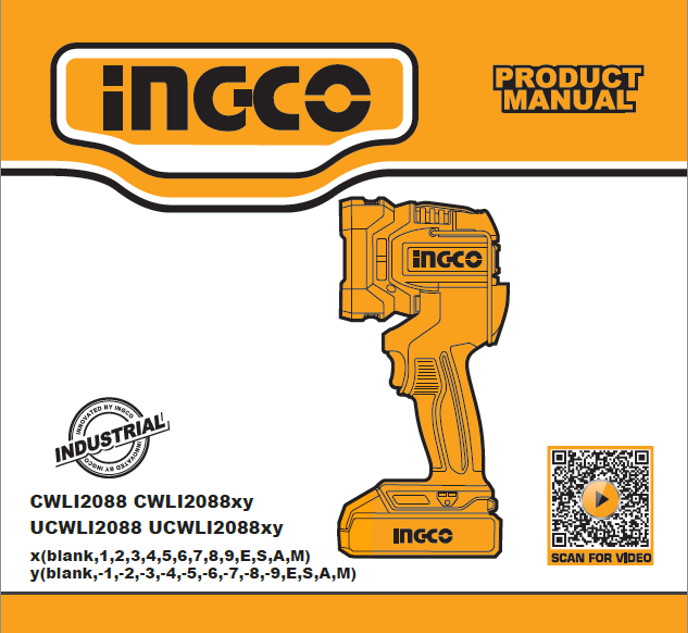 INGCO
PRODUCT
MANUAL
INGCO
INNOVATED BY INGCO
INDUSTRIAL
INNOVATED BY INGCO
CWLI2088 CWLI2088xy
UCWLI2088 UCWLI2088xy
x(blank,1,2,3,4,5,6,7,8,9,E,S,A,M)
y(blank,-1,-2,-3,-4,-5,-6,-7,-8,-9,E,S,A,M)
INGCO
SCAN FOR VIDEO